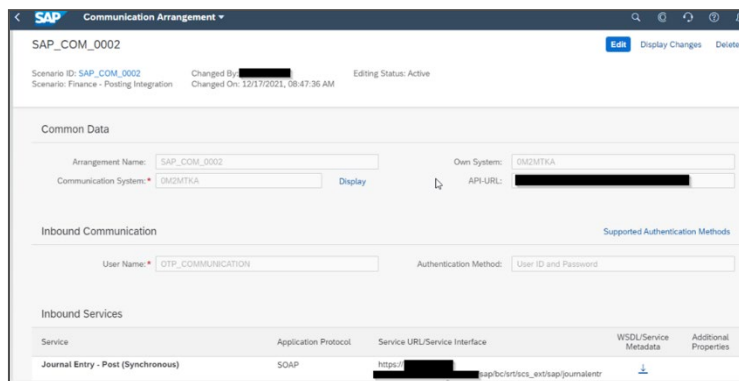 SAP Communication Arrangement
SAP_COM_0002
Edit Display Changes Delete
Scenario ID: SAP_COM_0002 Changed By: Editing Status: Active
Scenario: Finance - Posting Integration Changed On: 12/17/2021, 08:47:36 AM
Common Data
Arrangement Name: SAP_COM_0002 Own System: 0M2MTKA
Communication System: * 0M2MTKA Display API-URL:
Inbound Communication Supported Authentication Methods
User Name: * OTP_COMMUNICATION Authentication Method: User ID and Password
Inbound Services
Service Application Protocol Service URL/Service Interface WSDL/Service Metadata Additional Properties
Journal Entry - Post (Synchronous) SOAP https://
/sap/bc/srt/scs_ext/sap/journalentr